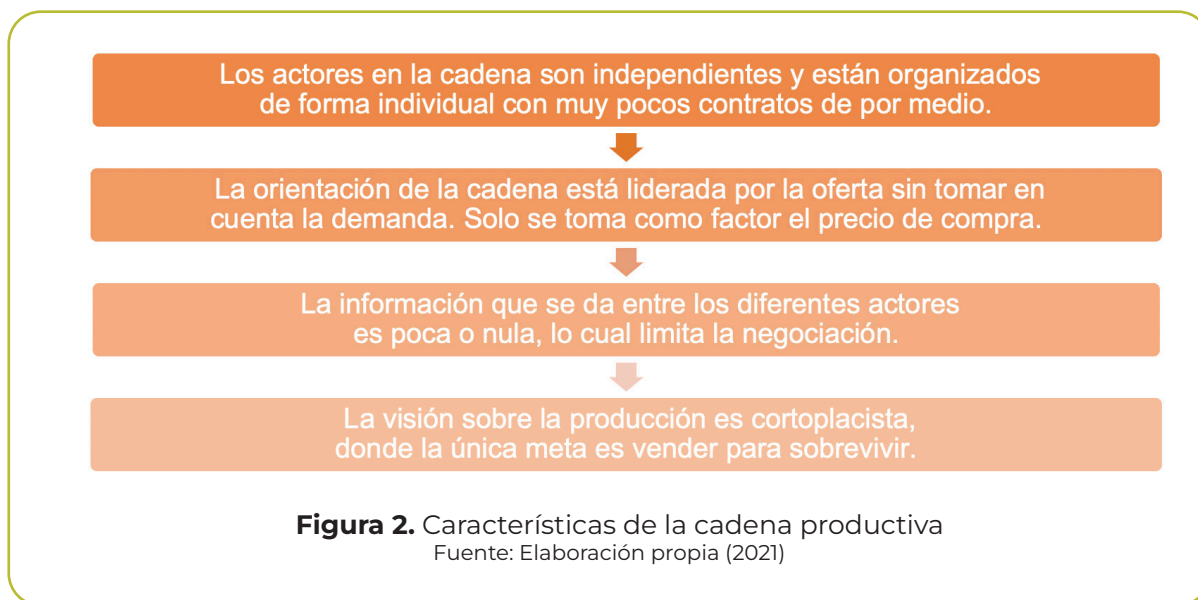 Los actores en la cadena son independientes y están organizados
de forma individual con muy pocos contratos de por medio.
La orientación de la cadena está liderada por la oferta sin tomar en
cuenta la demanda. Solo se toma como factor el precio de compra.
La información que se da entre los diferentes actores
es poca o nula, lo cual limita la negociación.
La visión sobre la producción es cortoplacista,
donde la única meta es vender para sobrevivir.
Figura 2. Características de la cadena productiva
Fuente: Elaboración propia (2021)